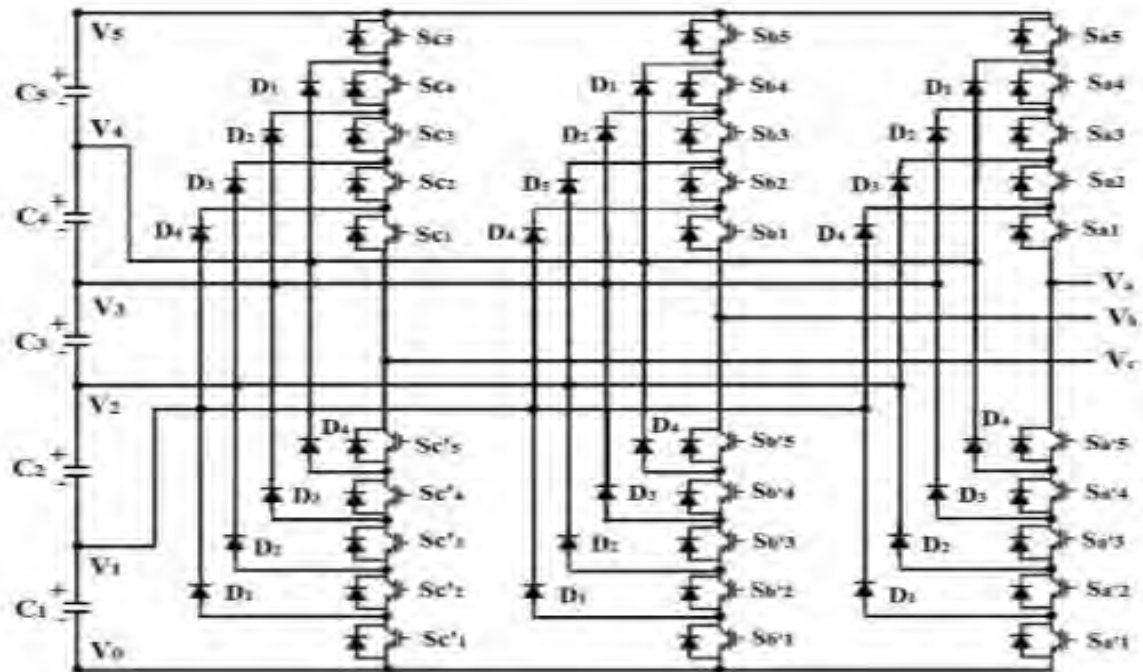 V5 Sc5 Sb5 Sa5
C5 + - D1 Sc4 D1 Sb4 D1 Sa4
V4 D2 Sc3 D2 Sb3 D2 Sa3
D3 Sc2 D5 Sb2 D3 Sa2
C4 + - D4 Sc1 D4 Sb1 D4 Sa1
V3 Va
C3 + - Vb
Vc
V2
D4 Sc'5 D4 Sb'5 D4 Sa'5
C2 + - D3 Sc'4 D3 Sb'4 D3 Sa'4
V1 D2 Sc'3 D2 Sb'3 D2 Sa'3
C1 + - D1 Sc'2 D1 Sb'2 D1 Sa'2
V0 Sc'1 Sb'1 Sa'1